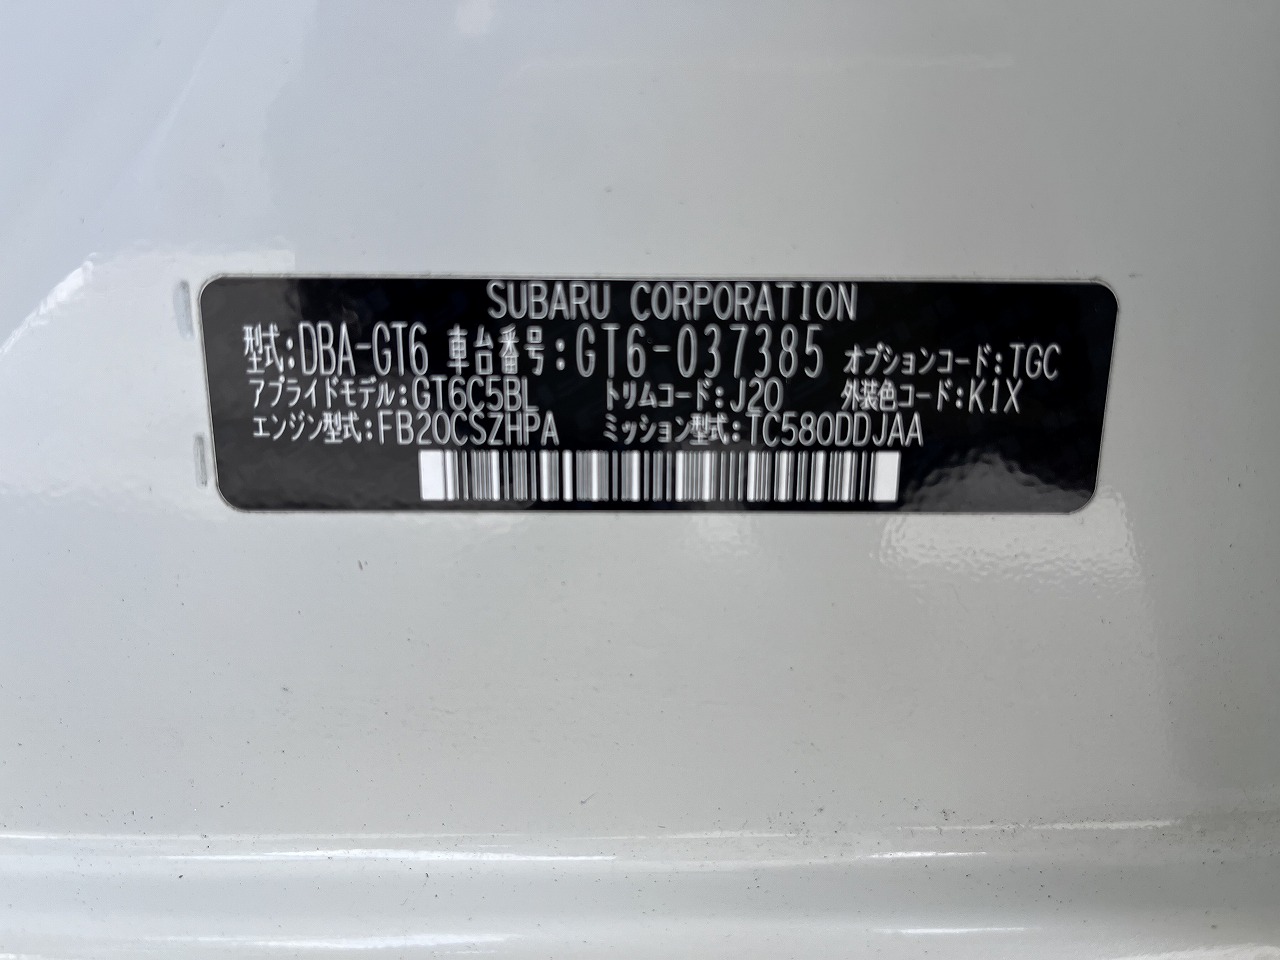 SUBARU CORPORATION
型式:DBA-GT6 車台番号:GT6-037385 オプションコード:TGC
アプライドモデル:GT6C5BL トリムコード:J20 外装色コード:K1X
エンジン型式:FB20CSZHPA ミッション型式:TC580DDJAA